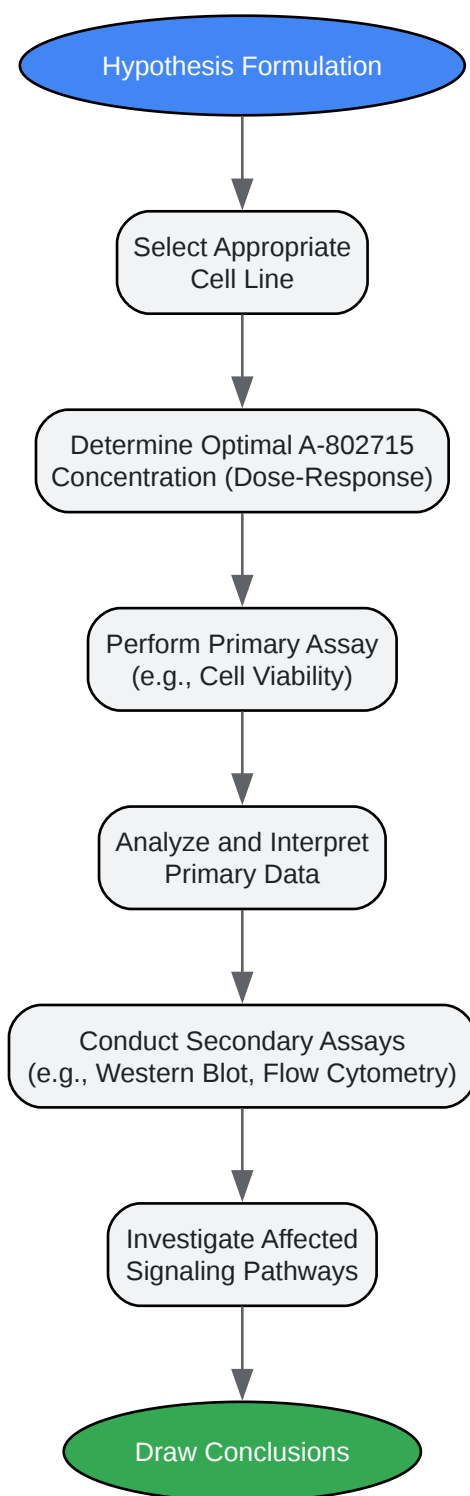 Hypothesis Formulation
Select Appropriate
Cell Line
Determine Optimal A-802715
Concentration (Dose-Response)
Perform Primary Assay
(e.g., Cell Viability)
Analyze and Interpret
Primary Data
Conduct Secondary Assays
(e.g., Western Blot, Flow Cytometry)
Investigate Affected
Signaling Pathways
Draw Conclusions